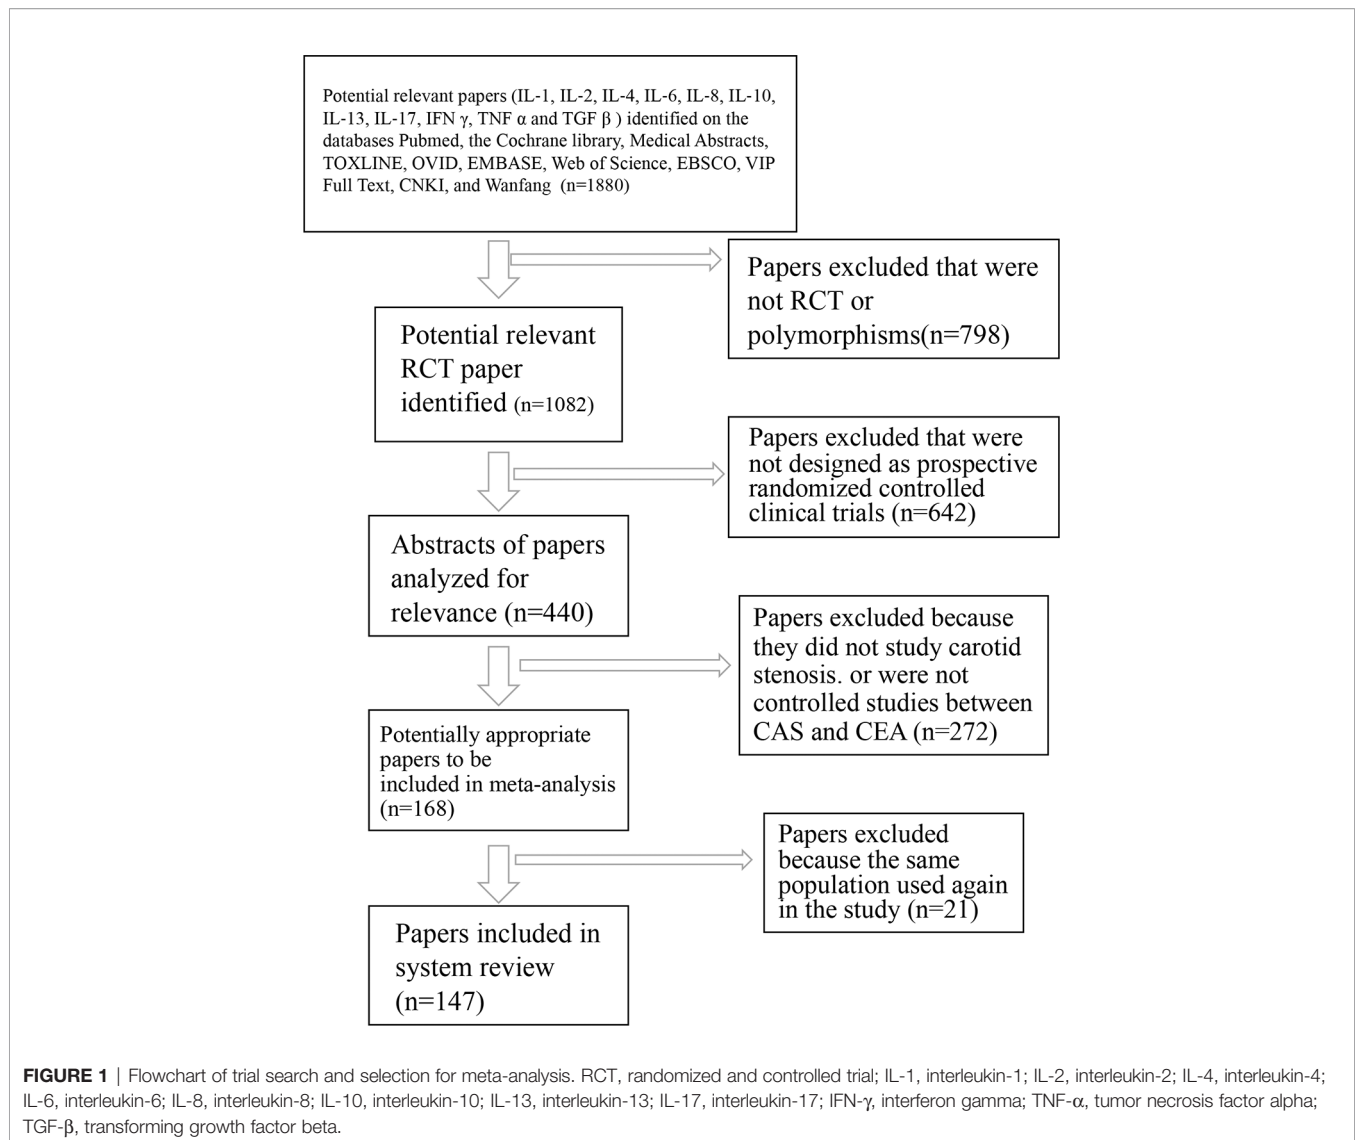 Potential relevant papers (IL-1, IL-2, IL-4, IL-6, IL-8, IL-10,
IL-13, IL-17, IFN γ, TNF α and TGF β ) identified on the
databases Pubmed, the Cochrane library, Medical Abstracts,
TOXLINE, OVID, EMBASE, Web of Science, EBSCO, VIP
Full Text, CNKI, and Wanfang (n=1880)
Papers excluded that were
not RCT or
polymorphisms(n=798)
Potential relevant
RCT paper
identified (n=1082)
Papers excluded that were
not designed as prospective
randomized controlled
clinical trials (n=642)
Abstracts of papers
analyzed for
relevance (n=440)
Papers excluded because
they did not study carotid
stenosis. or were not
controlled studies between
CAS and CEA (n=272)
Potentially appropriate
papers to be
included in meta-analysis
(n=168)
Papers excluded
because the same
population used again
in the study (n=21)
Papers included in
system review
(n=147)
FIGURE 1 | Flowchart of trial search and selection for meta-analysis. RCT, randomized and controlled trial; IL-1, interleukin-1; IL-2, interleukin-2; IL-4, interleukin-4;
IL-6, interleukin-6; IL-8, interleukin-8; IL-10, interleukin-10; IL-13, interleukin-13; IL-17, interleukin-17; IFN-γ, interferon gamma; TNF-α, tumor necrosis factor alpha;
TGF-β, transforming growth factor beta.